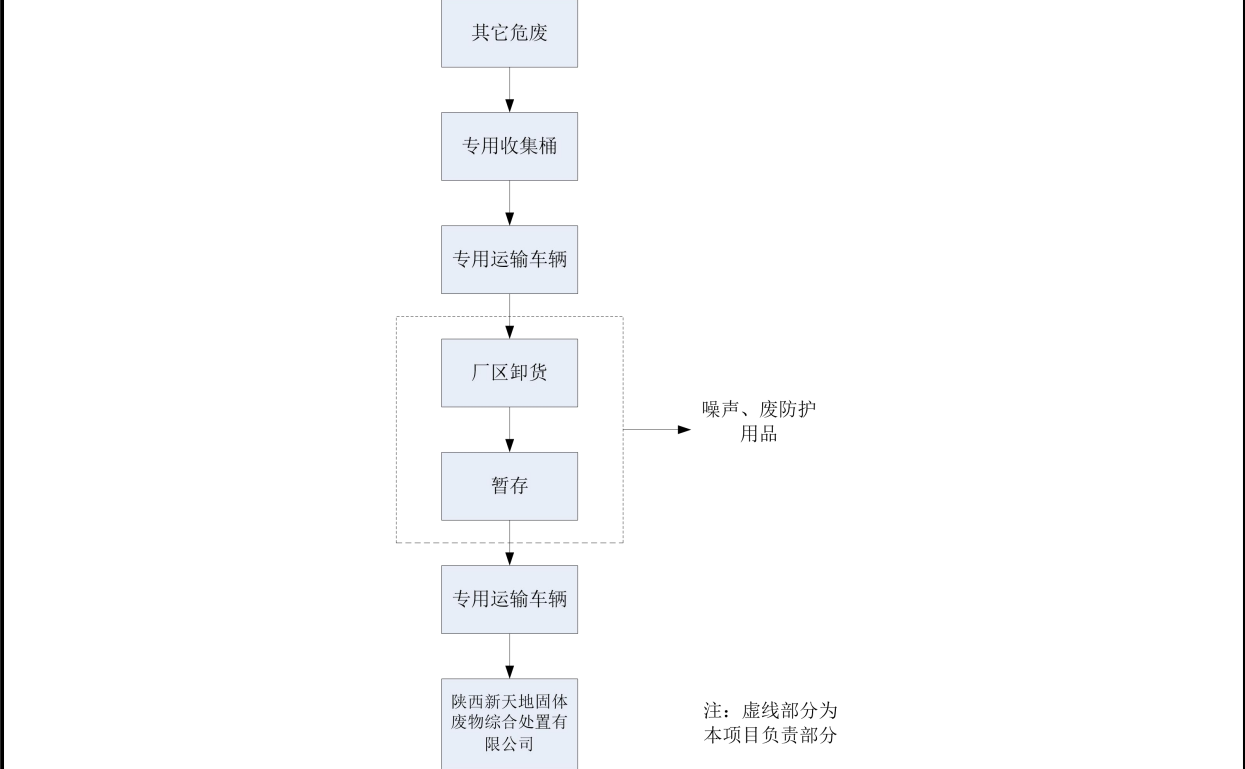 其它危废
专用收集桶
专用运输车辆
厂区卸货
噪声、废防护
用品
暂存
专用运输车辆
陕西新天地固体
废物综合处置有
限公司
注：虚线部分为
本项目负责部分